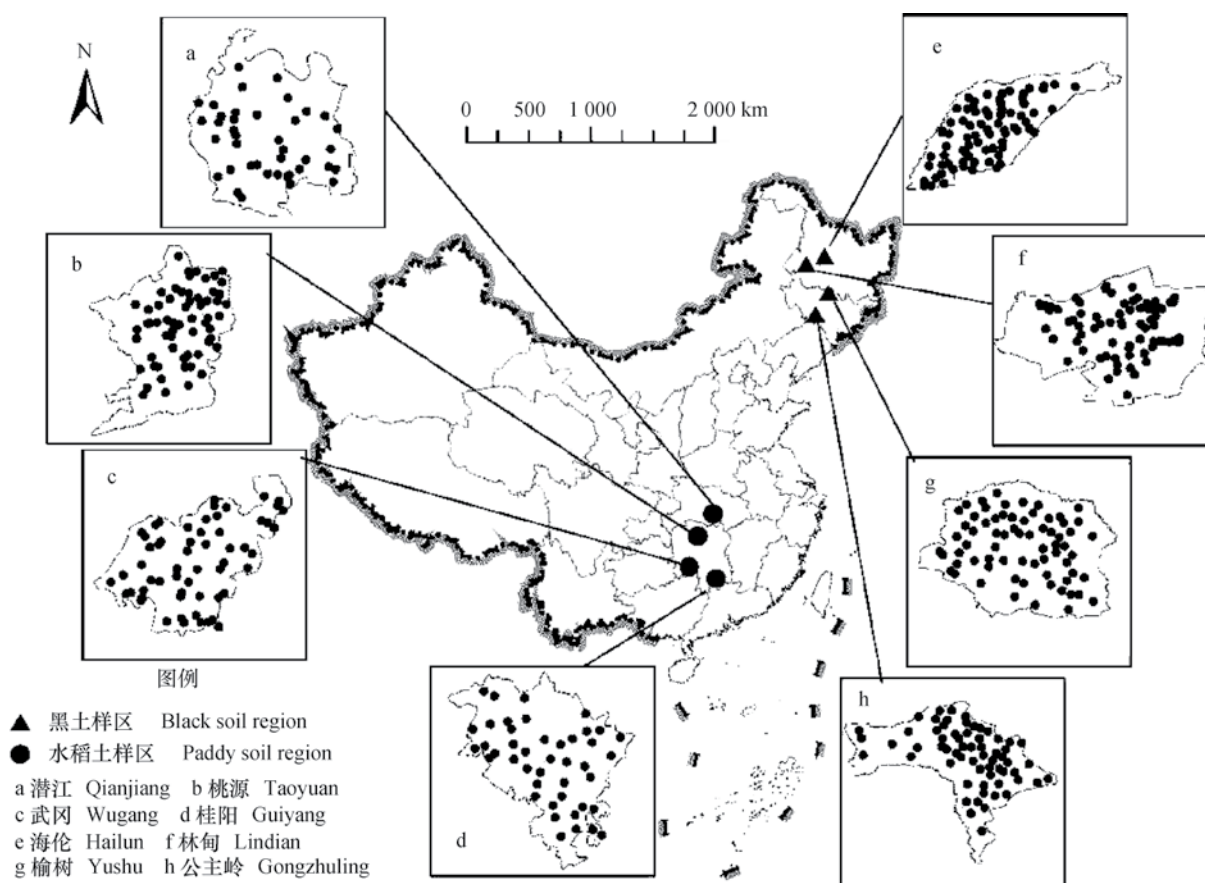 N
a
e
0 500 1 000 2 000 km
b
f
c
g
图例
d
h
黑土样区 Black soil region
水稻土样区 Paddy soil region
a 潜江 Qianjiang b 桃源 Taoyuan
c 武冈 Wugang d 桂阳 Guiyang
e 海伦 Hailun f 林甸 Lindian
g 榆树 Yushu h 公主岭 Gongzhuling